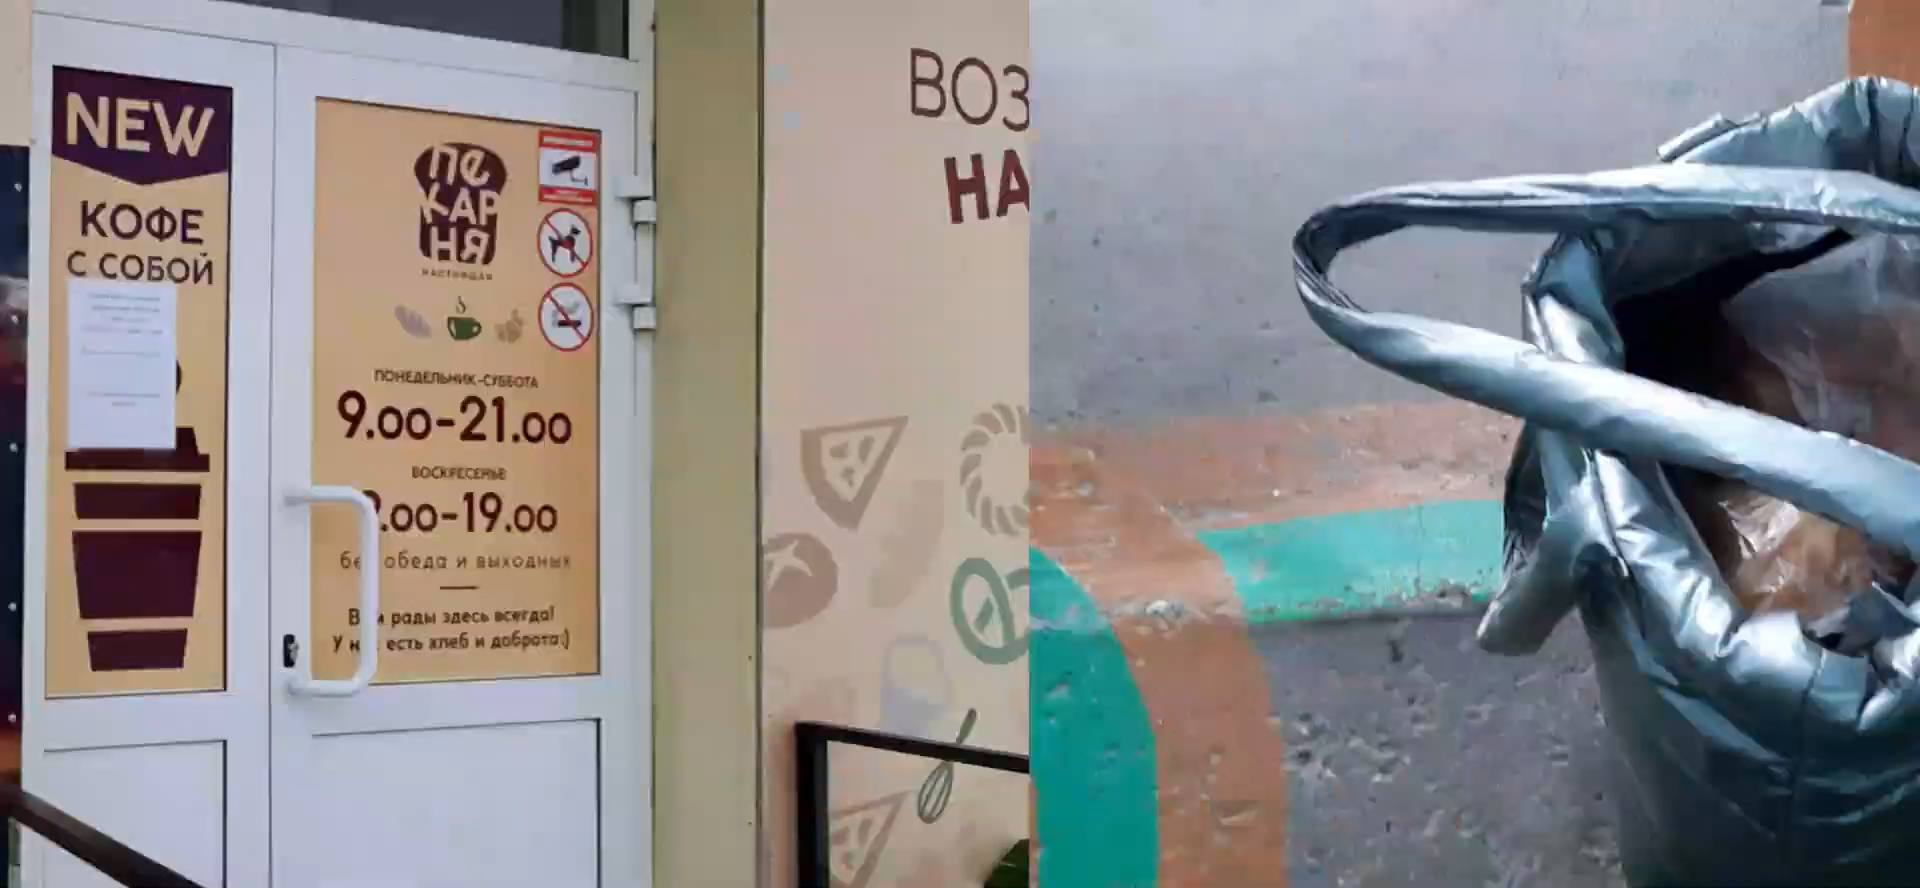 NEW
КОФЕ
С СОБОЙ
пе
КАР
НЯ
НАСТОЯЩАЯ
ПОНЕДЕЛЬНИК-СУББОТА
9.00-21.00
ВОСКРЕСЕНЬЕ
.00-19.00
обеда и выходных
рады здесь всегда!
есть хлеб и доброта:)
ВОЗ
НА